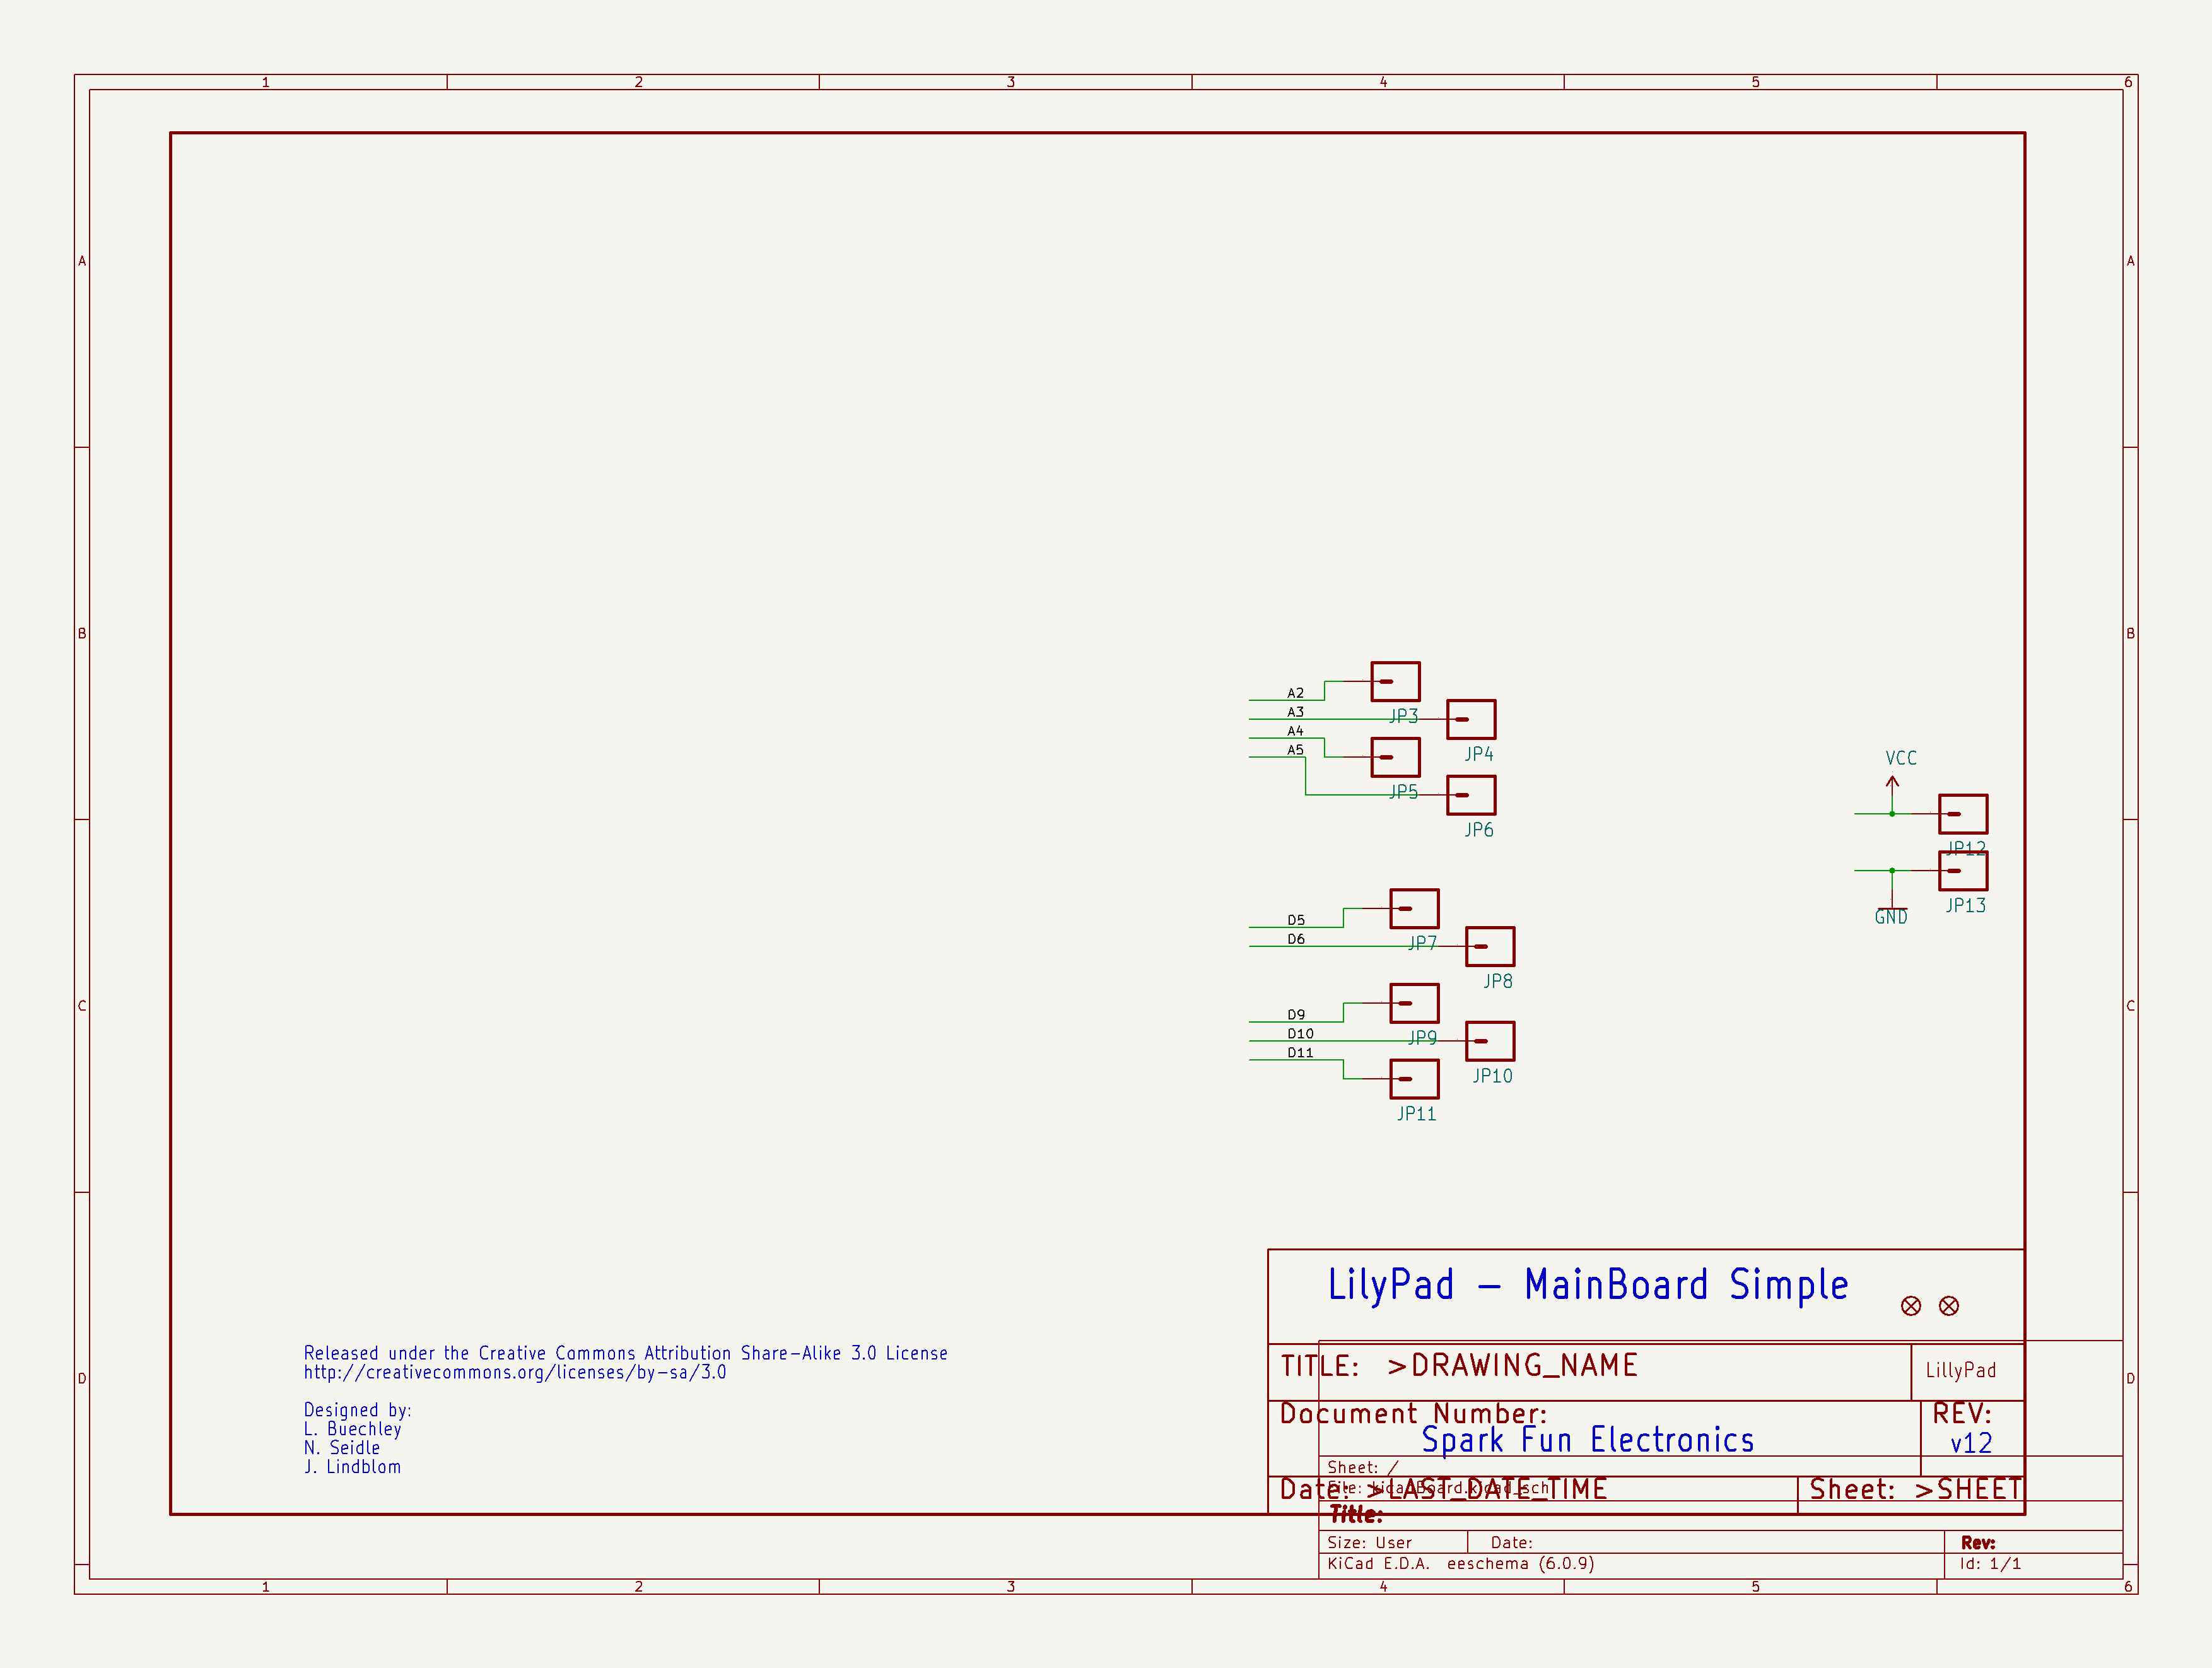 1 2 3 4 5 6
A A
B B
C C
D D
A2
A3
A4
A5
JP3
JP4
JP5
JP6
VCC
JP12
JP13
GND
D5
D6
JP7
JP8
D9
D10
D11
JP9
JP10
JP11
LilyPad - MainBoard Simple
TITLE: >DRAWING_NAME
LillyPad
Document Number:
Spark Fun Electronics
REV:
v12
Sheet: /
File: kicadBoard.kicad_sch
Date: >LAST_DATE_TIME
Sheet: >SHEET
Title:
Size: User Date: Rev:
KiCad E.D.A. eeschema (6.0.9) Id: 1/1
Released under the Creative Commons Attribution Share-Alike 3.0 License
http://creativecommons.org/licenses/by-sa/3.0
Designed by:
L. Buechley
N. Seidle
J. Lindblom
1 2 3 4 5 6